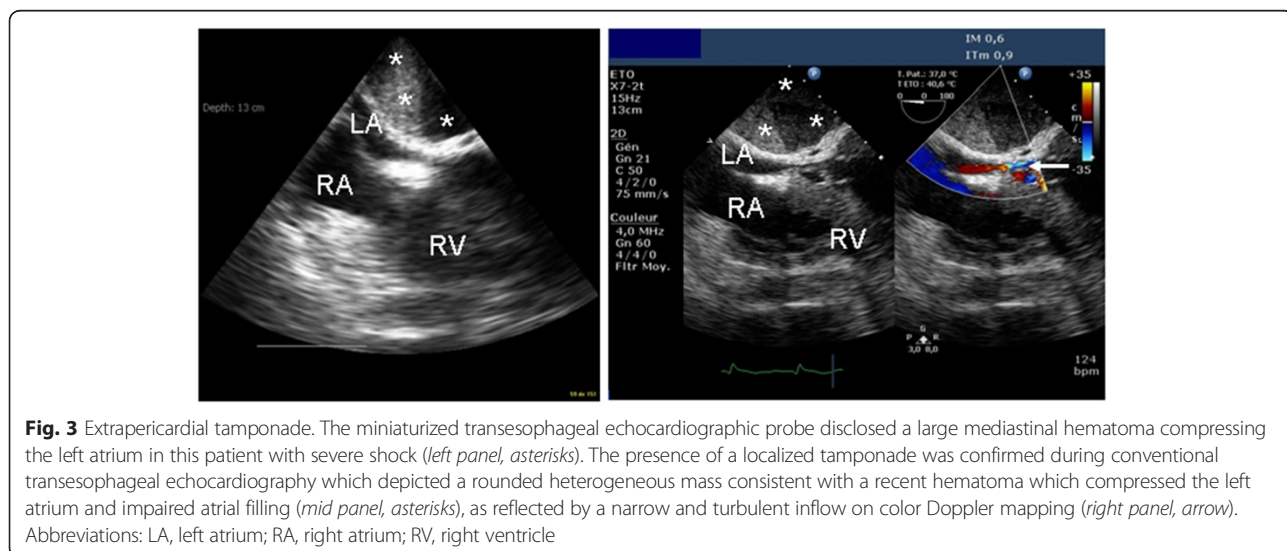 Depth: 13 cm
*
*
*
LA
RA
RV
IM 0,6
ITm 0,9
ETO
X7-2t
15Hz
13cm
2D
Gén
Gn 21
C 50
4/2/0
75 mm/s
Couleur
4,0 MHz
Gn 60
4/4/0
Fltr Moy.
P
*
*
*
LA
RA
RV
T. Pat.: 37,0 °C
T ETO : 40,6 °C
0 180
P
+35
c
m
/
s
-35
G
P R
3,0 8,0
124
bpm
Fig. 3 Extrapericardial tamponade. The miniaturized transesophageal echocardiographic probe disclosed a large mediastinal hematoma compressing
the left atrium in this patient with severe shock (left panel, asterisks). The presence of a localized tamponade was confirmed during conventional
transesophageal echocardiography which depicted a rounded heterogeneous mass consistent with a recent hematoma which compressed the left
atrium and impaired atrial filling (mid panel, asterisks), as reflected by a narrow and turbulent inflow on color Doppler mapping (right panel, arrow).
Abbreviations: LA, left atrium; RA, right atrium; RV, right ventricle